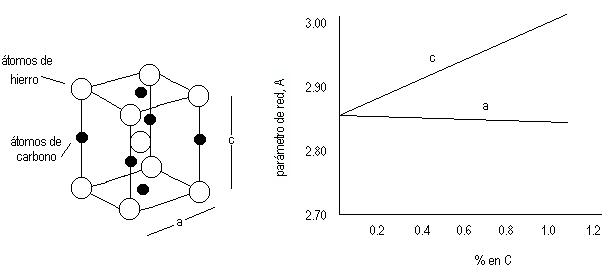 átomos de
hierro
átomos de
carbono
c
a
parámetro de red, A
3.00
2.90
2.80
2.70
c
a
0.2 0.4 0.6 0.8 1.0 1.2
% en C